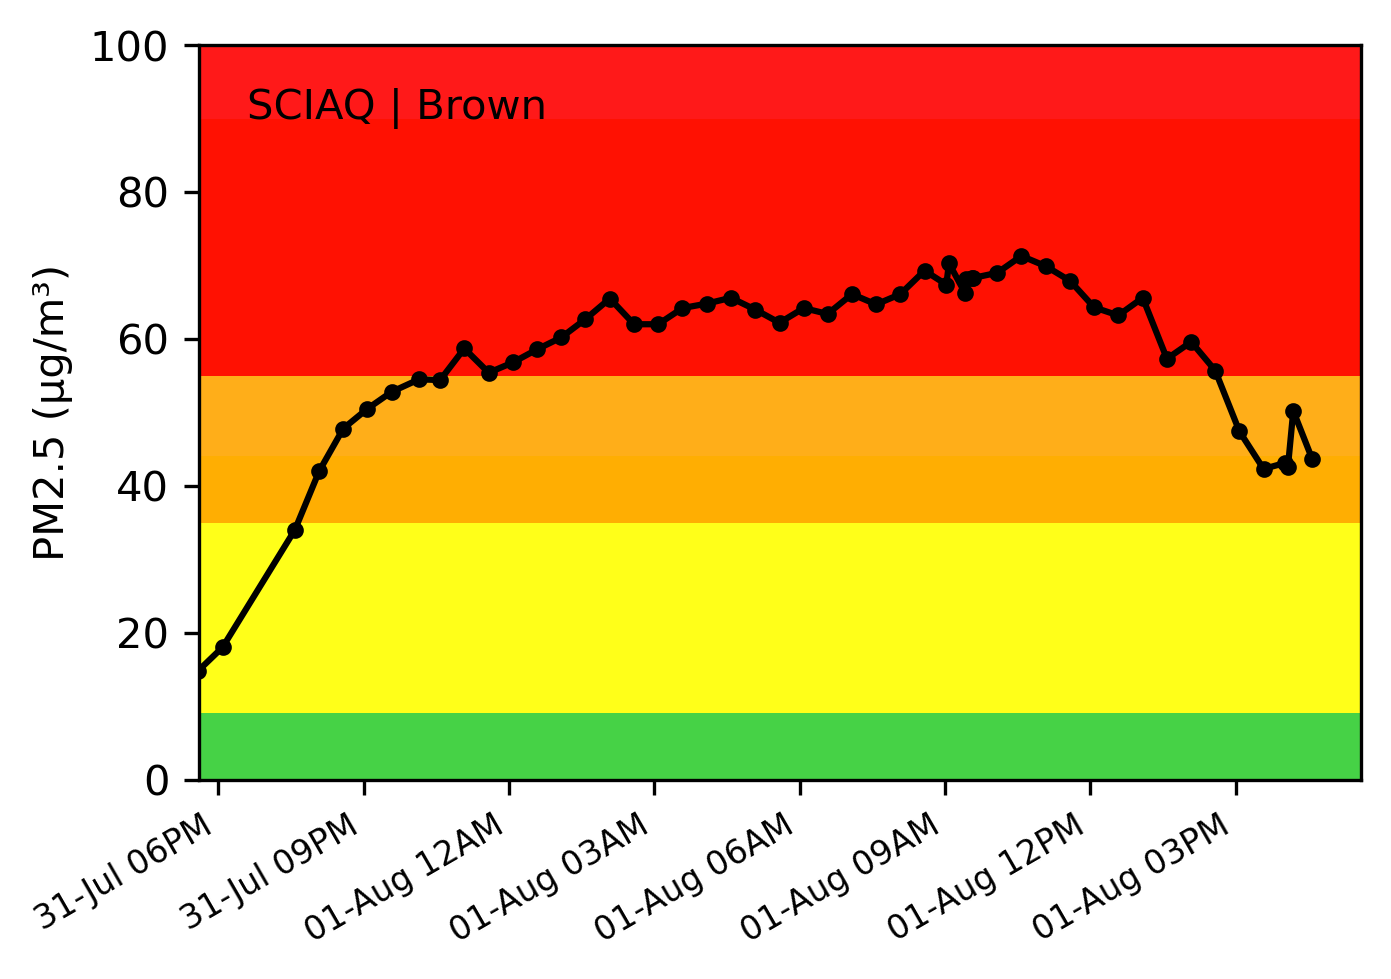 SCIAQ | Brown
PM2.5 (µg/m³)
100
80
60
40
20
0
31-Jul 06PM
31-Jul 09PM
01-Aug 12AM
01-Aug 03AM
01-Aug 06AM
01-Aug 09AM
01-Aug 12PM
01-Aug 03PM